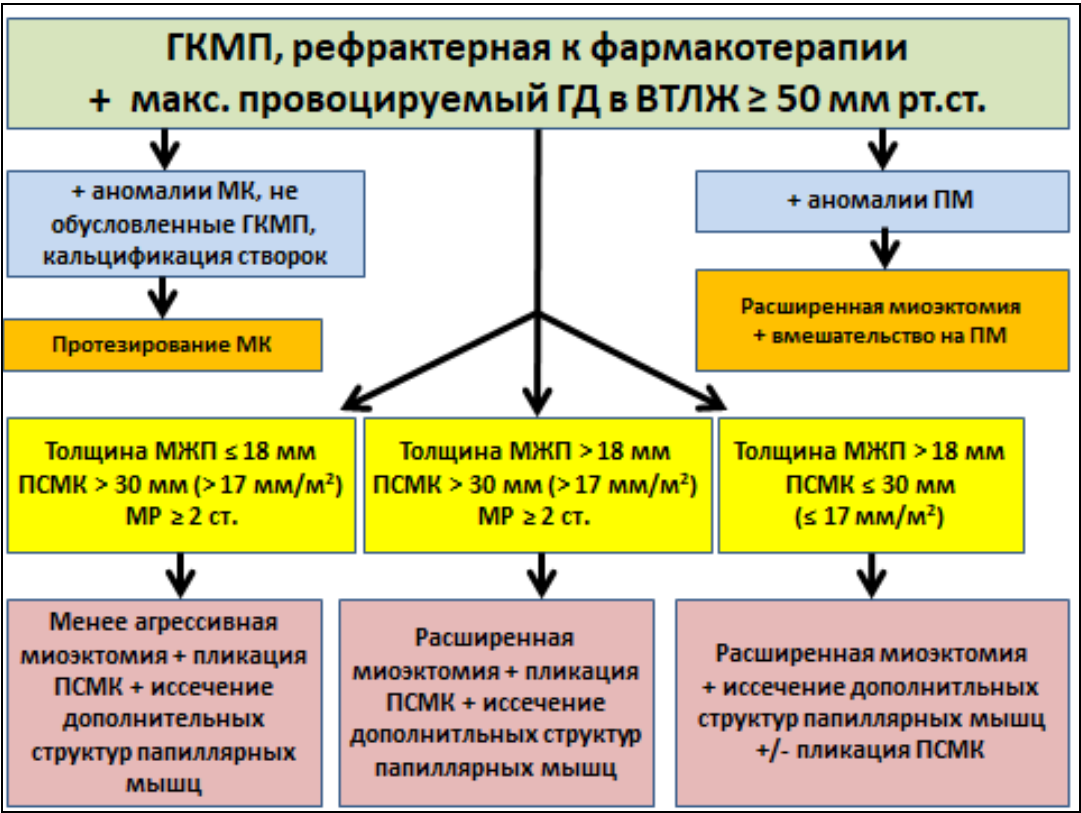 ГКМП, рефрактерная к фармакотерапии
+ макс. провоцируемый ГД в ВТЛЖ ≥ 50 мм рт.ст.
+ аномалии МК, не
обусловленные ГКМП,
кальцификация створок
+ аномалии ПМ
Протезирование МК
Расширенная миоэктомия
+ вмешательство на ПМ
Толщина МЖП ≤ 18 мм
ПСМК > 30 мм (> 17 мм/м²)
МР ≥ 2 ст.
Толщина МЖП > 18 мм
ПСМК > 30 мм (> 17 мм/м²)
МР ≥ 2 ст.
Толщина МЖП > 18 мм
ПСМК ≤ 30 мм
(≤ 17 мм/м²)
Менее агрессивная
миоэктомия + пликация
ПСМК + иссечение
дополнительных
структур папиллярных
мышц
Расширенная
миоэктомия + пликация
ПСМК + иссечение
дополнитльных структур
папиллярных мышц
Расширенная миоэктомия
+ иссечение дополнитльных
структур папиллярных мышц
+/- пликация ПСМК